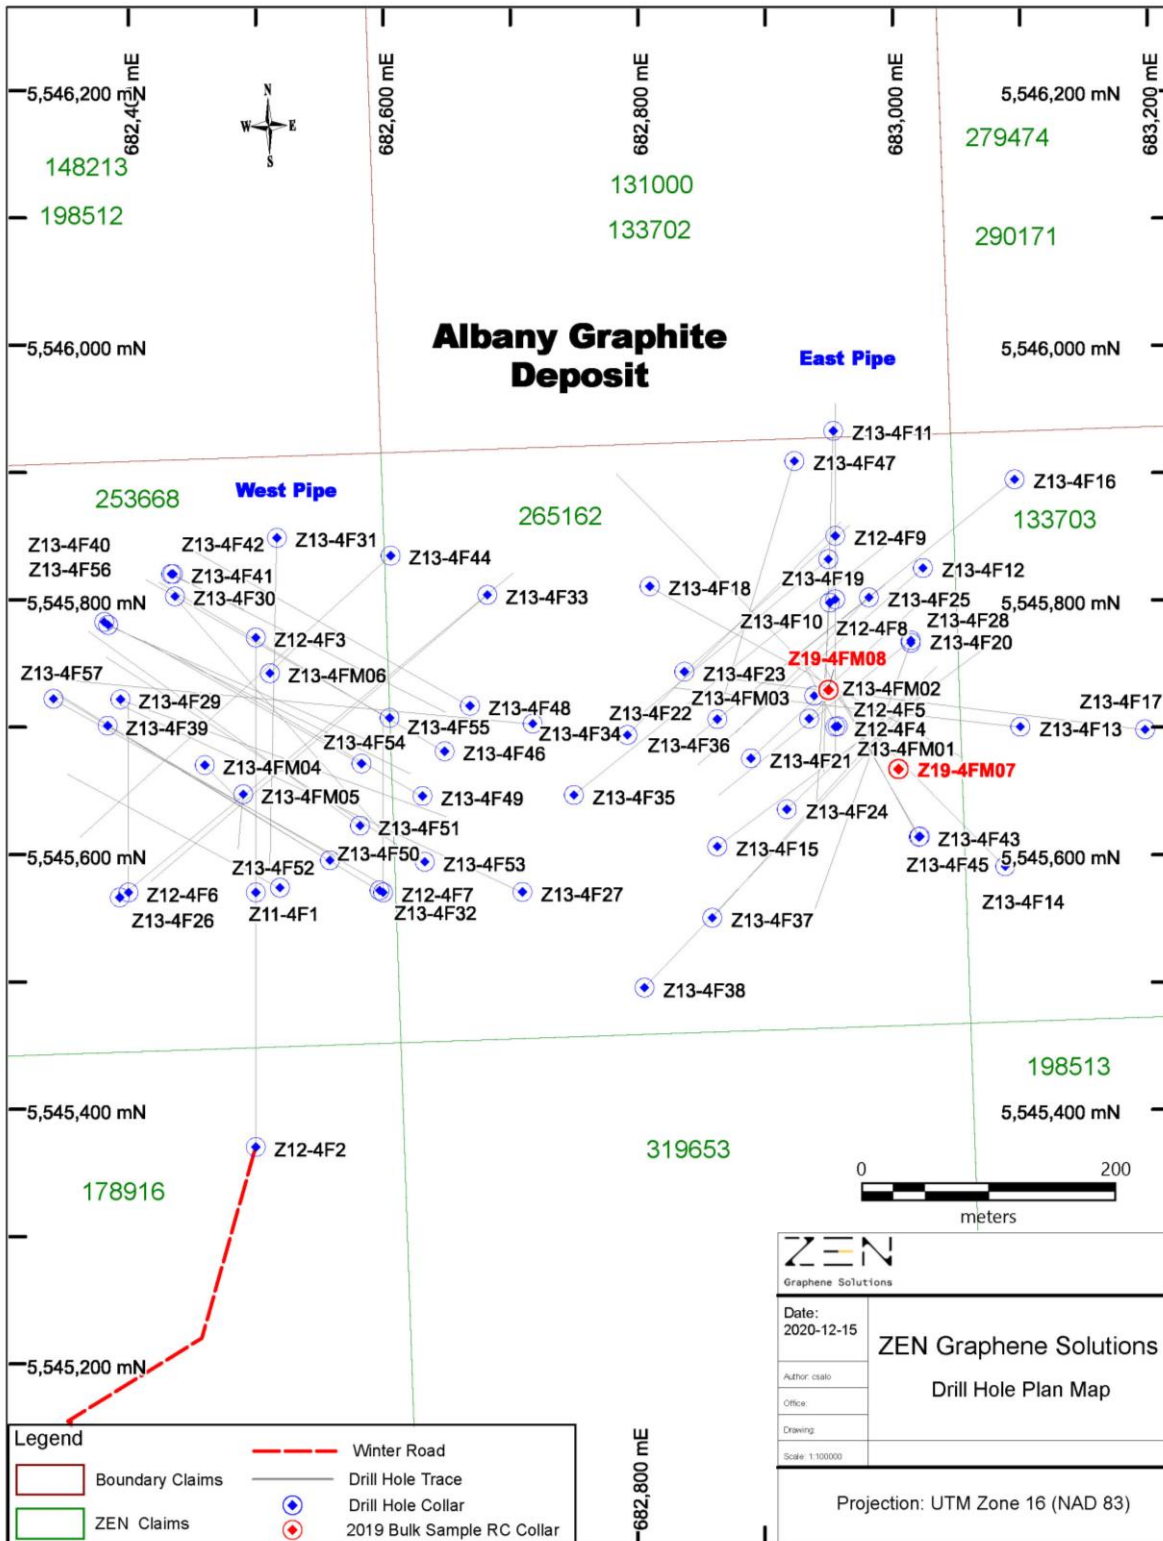 682,400 mE
682,600 mE
682,800 mE
683,000 mE
683,200 mE
5,546,200 mN
5,546,200 mN
N
W E
S
279474
148213
131000
198512
133702
290171
5,546,000 mN
5,546,000 mN
Albany Graphite
Deposit
East Pipe
Z13-4F11
Z13-4F47
West Pipe
Z13-4F16
253668
265162
133703
Z13-4F40
Z13-4F42
Z13-4F31
Z12-4F9
Z13-4F44
Z13-4F56
Z13-4F41
Z13-4F19
Z13-4F12
Z13-4F18
5,545,800 mN
Z13-4F30
Z13-4F33
Z13-4F25
5,545,800 mN
Z13-4F10
Z13-4F28
Z12-4F3
Z12-4F8
Z13-4F20
Z19-4FM08
Z13-4F57
Z13-4FM06
Z13-4F23
Z13-4FM02
Z13-4FM03
Z13-4F17
Z13-4F29
Z13-4F48
Z13-4F22
Z12-4F5
Z13-4F39
Z13-4F55
Z13-4F34
Z12-4F4
Z13-4F13
Z13-4F54
Z13-4F46
Z13-4F36
Z13-4FM01
Z13-4FM04
Z13-4F21
Z19-4FM07
Z13-4FM05
Z13-4F49
Z13-4F35
Z13-4F24
Z13-4F51
Z13-4F15
Z13-4F43
5,545,600 mN
Z13-4F52
Z13-4F50
Z13-4F53
Z13-4F45
5,545,600 mN
Z12-4F6
Z12-4F7
Z13-4F27
Z13-4F14
Z13-4F26
Z11-4F1
Z13-4F32
Z13-4F37
Z13-4F38
198513
5,545,400 mN
5,545,400 mN
Z12-4F2
319653
0 200
178916
meters
ZEN
Graphene Solutions
Date:
2020-12-15
ZEN Graphene Solutions
5,545,200 mN
Author: csalo
Drill Hole Plan Map
Office:
Drawing:
Scale: 1:100000
682,800 mE
Projection: UTM Zone 16 (NAD 83)
Legend
Winter Road
Boundary Claims
Drill Hole Trace
Drill Hole Collar
ZEN Claims
2019 Bulk Sample RC Collar